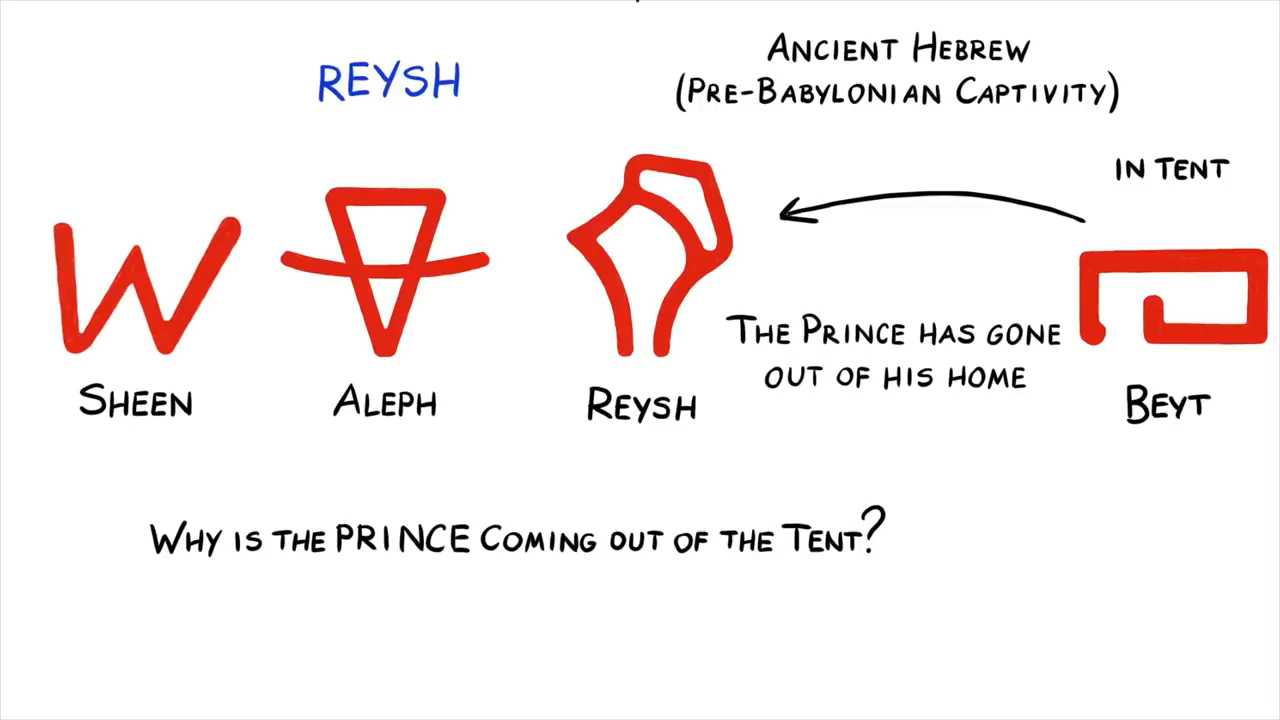 REYSH
ANCIENT HEBREW
(PRE-BABYLONIAN CAPTIVITY)
IN TENT
THE PRINCE HAS GONE
OUT OF HIS HOME
SHEEN
ALEPH
REYSH
BEYT
WHY IS THE PRINCE COMING OUT OF THE TENT?